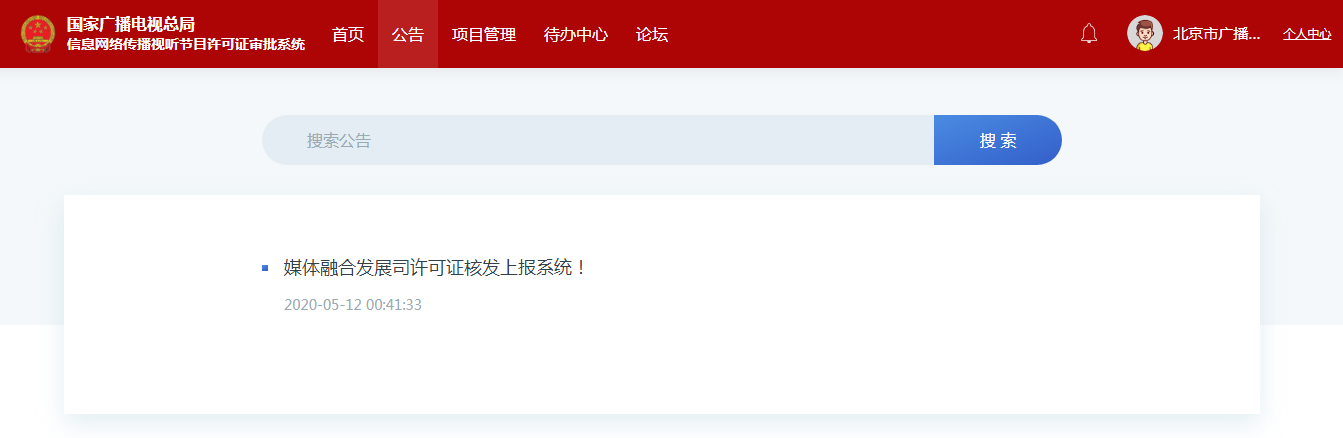 国家广播电视总局
信息网络传播视听节目许可证审批系统
首页 公告 项目管理 待办中心 论坛
北京市广播... 个人中心
搜索公告 搜 索
媒体融合发展司许可证核发上报系统！
2020-05-12 00:41:33